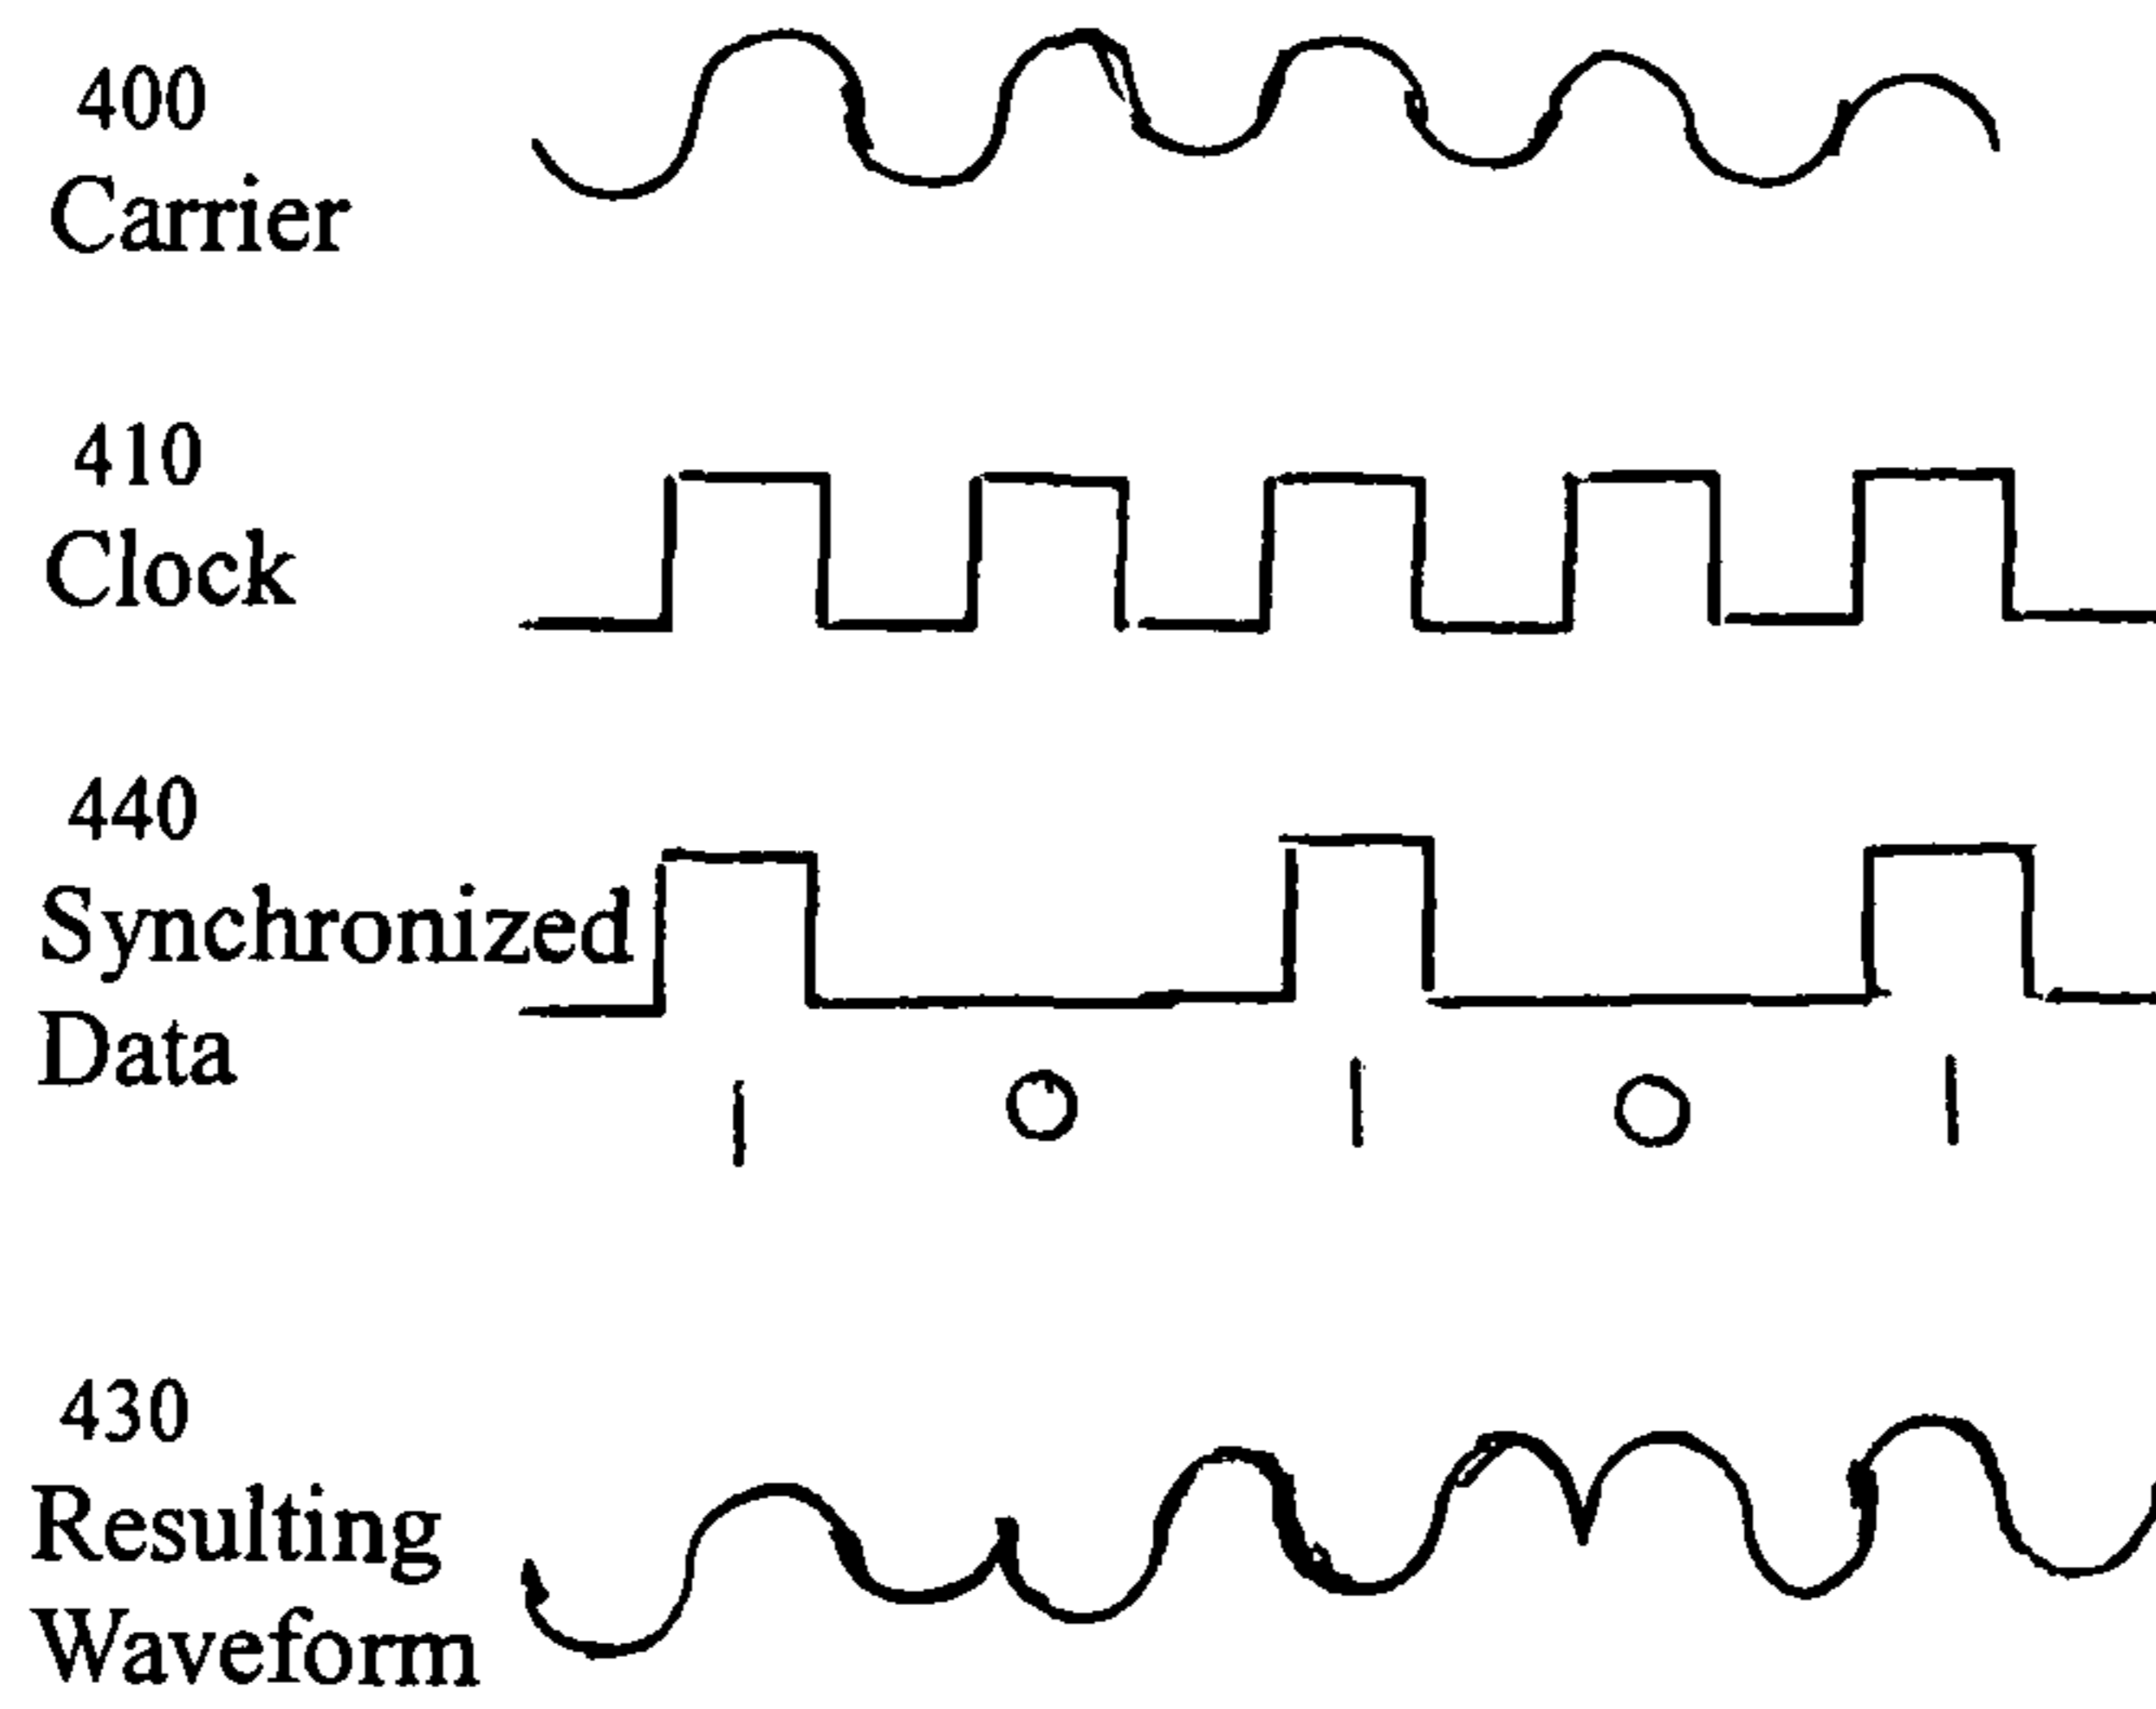 400
Carrier
410
Clock
440
Synchronized
Data
1 0 1 0 1
430
Resulting
Waveform